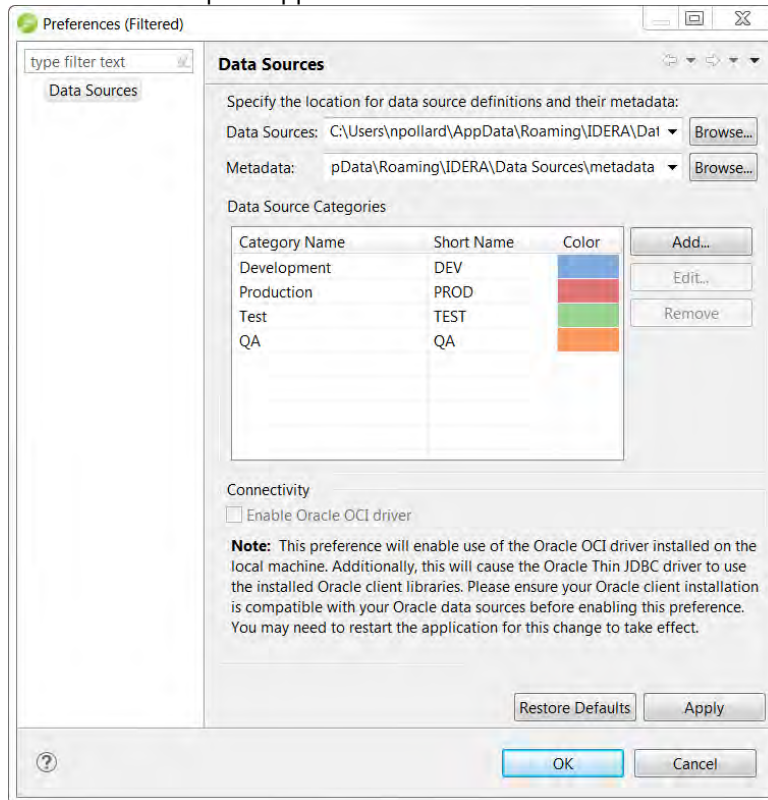 Preferences (Filtered)
type filter text
Data Sources
Data Sources
Specify the location for data source definitions and their metadata:
Data Sources: C:\Users\npollard\AppData\Roaming\IDERA\Dat Browse...
Metadata: pData\Roaming\IDERA\Data Sources\metadata Browse...
Data Source Categories
Category Name Short Name Color Add...
Development DEV
Edit...
Production PROD
Test TEST Remove
QA QA
Connectivity
Enable Oracle OCI driver
Note: This preference will enable use of the Oracle OCI driver installed on the
local machine. Additionally, this will cause the Oracle Thin JDBC driver to use
the installed Oracle client libraries. Please ensure your Oracle client installation
is compatible with your Oracle data sources before enabling this preference.
You may need to restart the application for this change to take effect.
Restore Defaults Apply
? OK Cancel